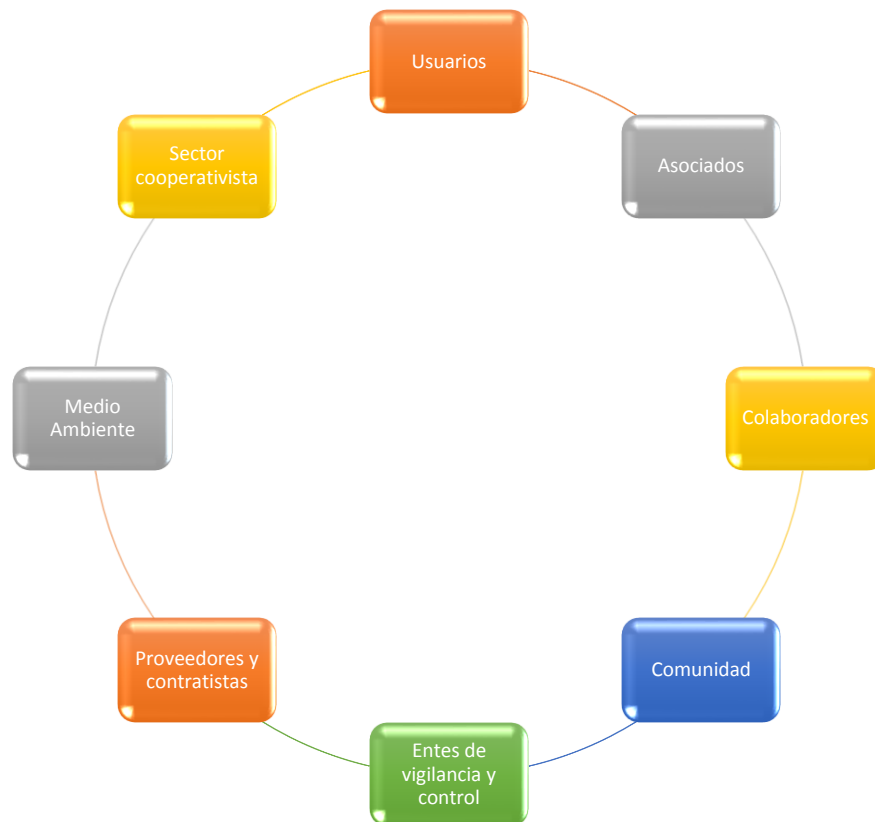 Usuarios
Asociados
Colaboradores
Comunidad
Entes de
vigilancia y
control
Proveedores y
contratistas
Medio
Ambiente
Sector
cooperativista